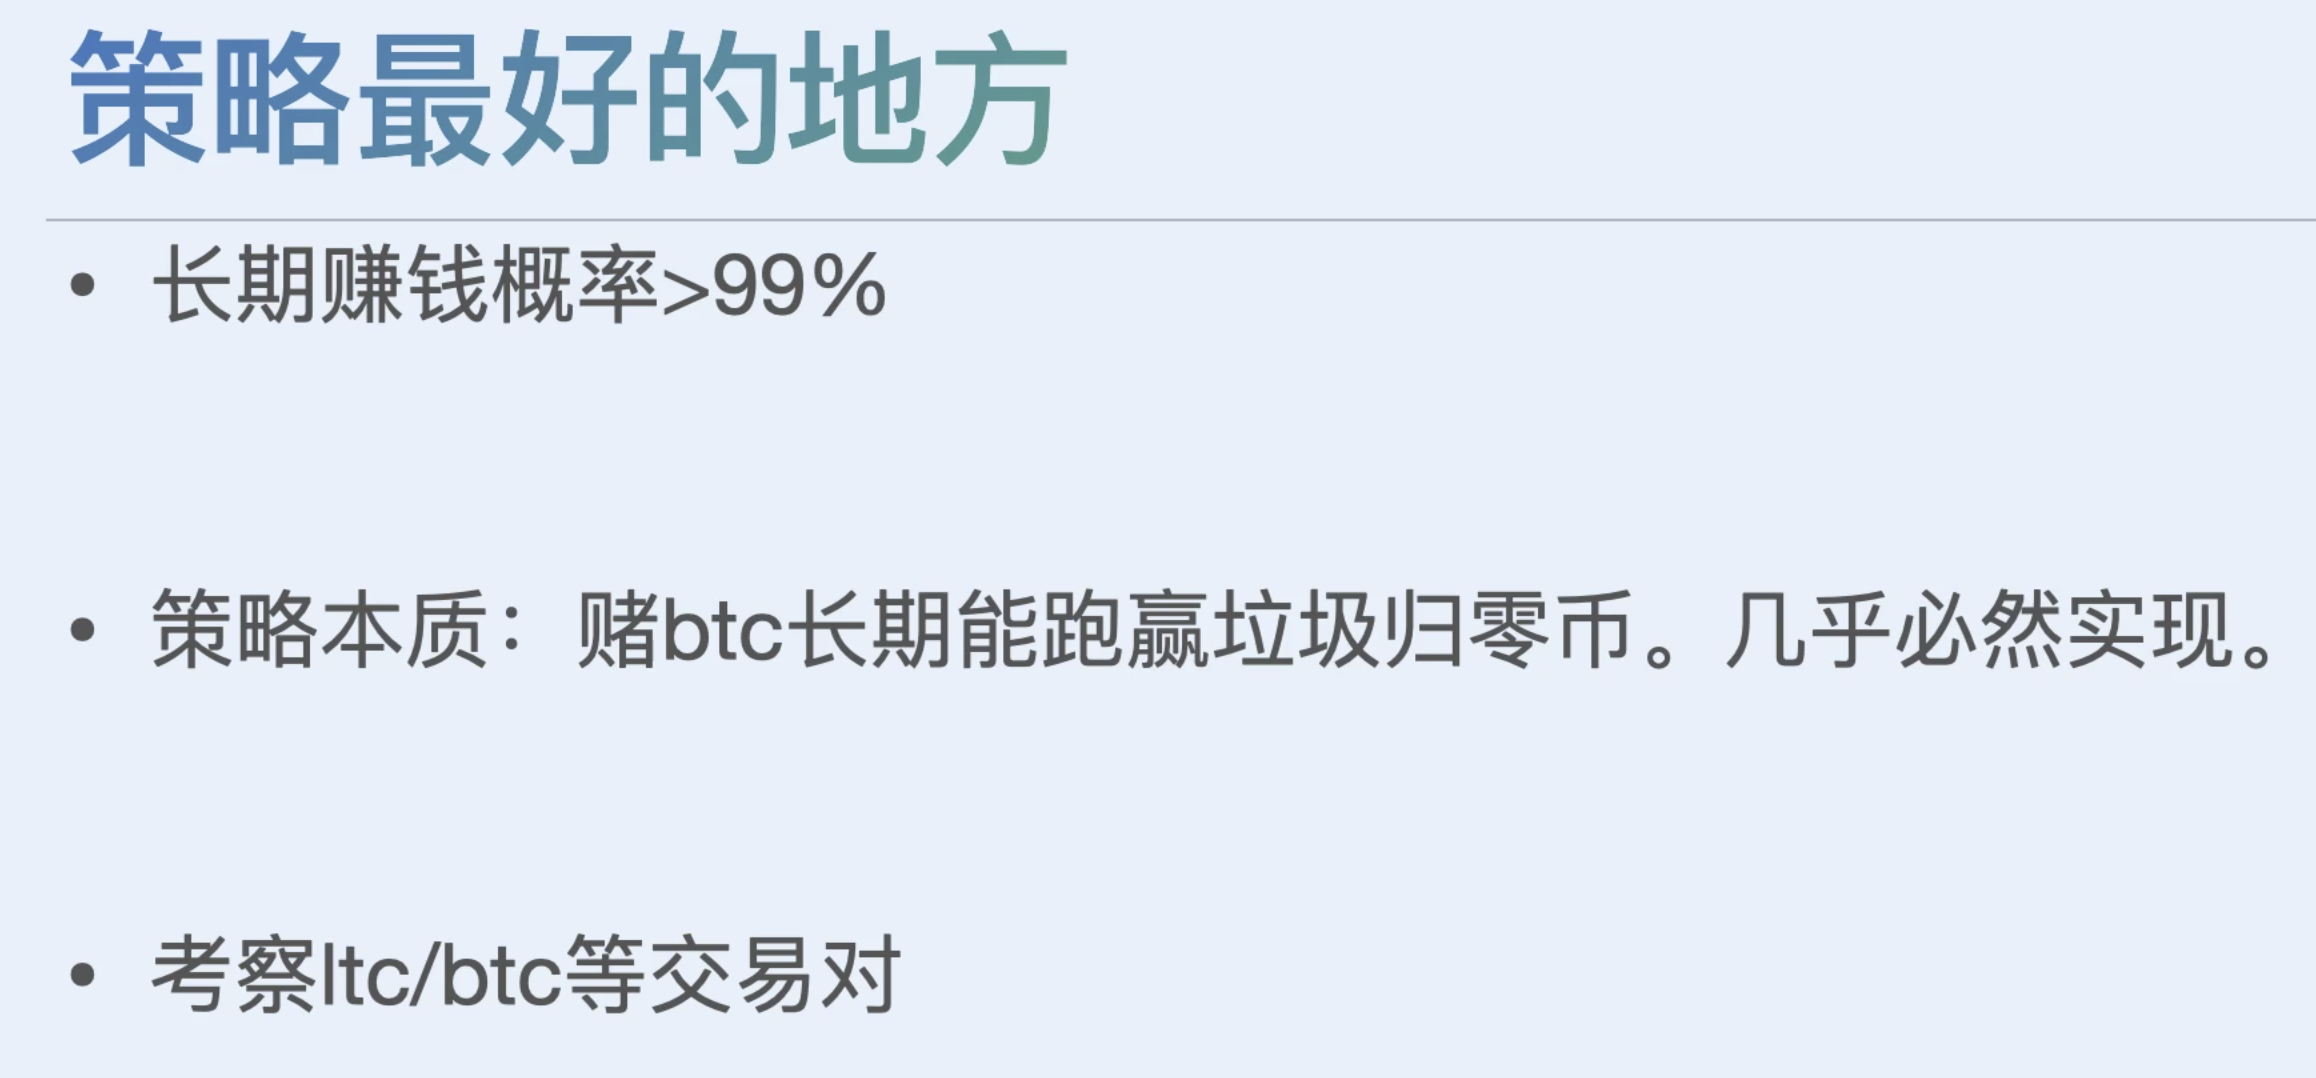 策略最好的地方
• 长期赚钱概率>99%
• 策略本质：赌btc长期能跑赢垃圾归零币。几乎必然实现。
• 考察ltc/btc等交易对